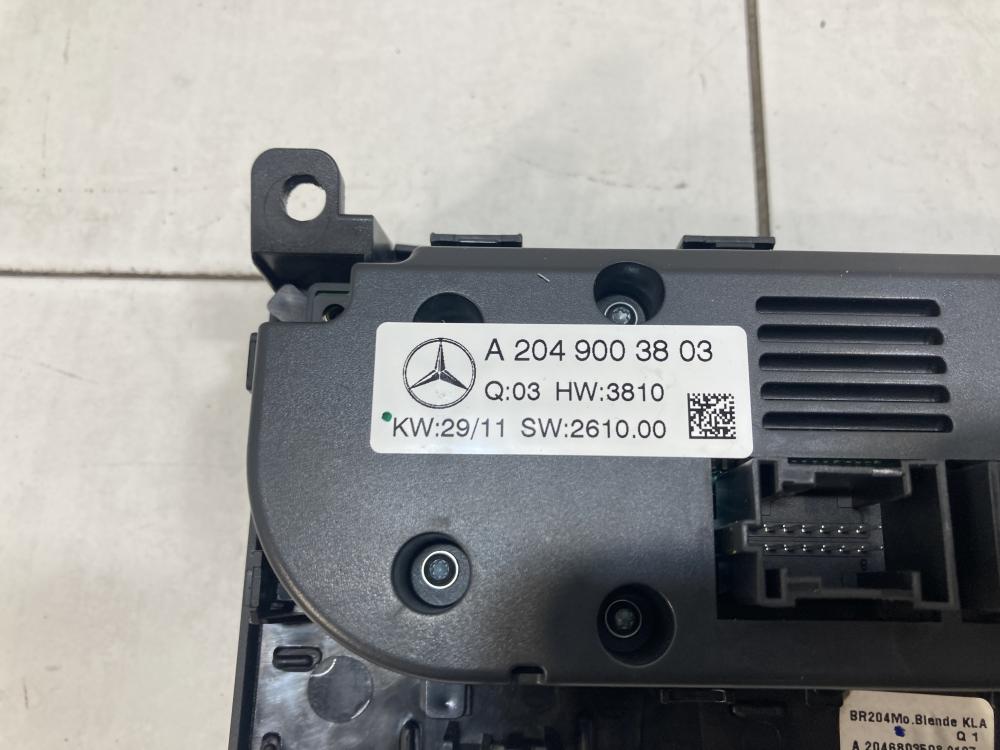 A 204 900 38 03
Q:03 HW:3810
KW:29/11 SW:2610.00
BR204Mo.Blende KLA
Q 1